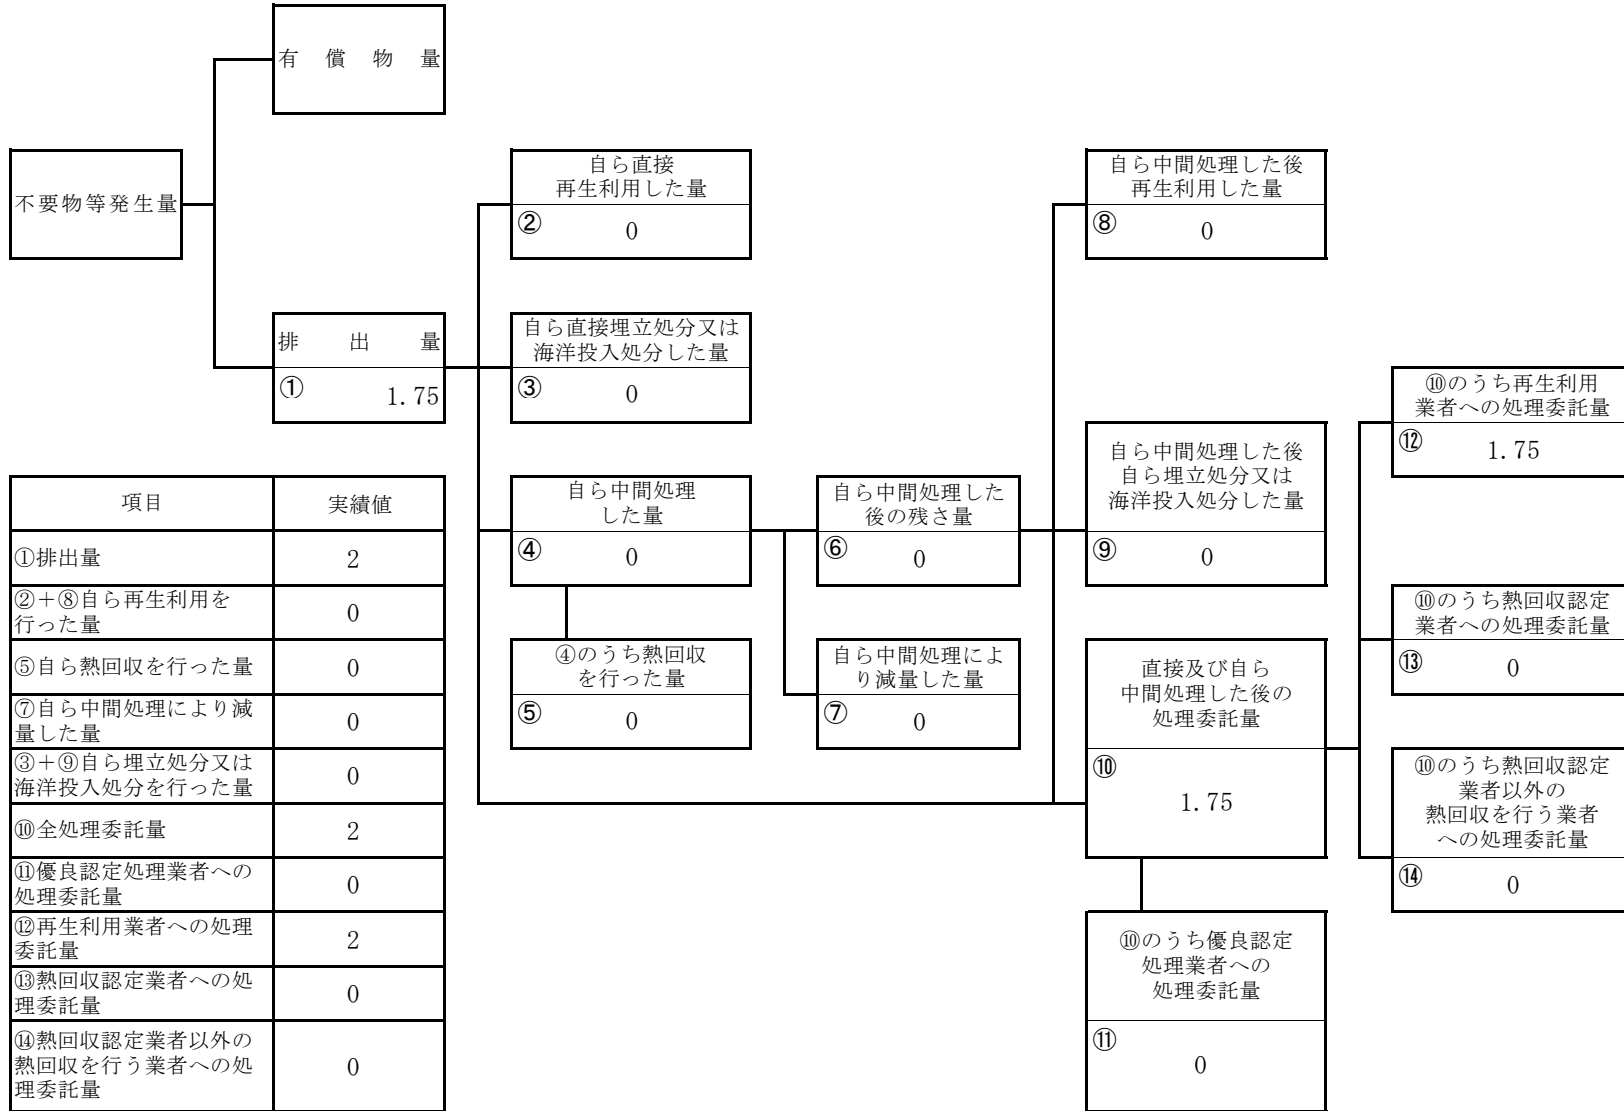 有償物量
不要物等発生量
排出量
① 1.75
自ら直接
再生利用した量
② 0
自ら直接埋立処分又は
海洋投入処分した量
③ 0
自ら中間処理
した量
④ 0
④のうち熱回収
を行った量
⑤ 0
自ら中間処理した
後の残さ量
⑥ 0
自ら中間処理によ
り減量した量
⑦ 0
自ら中間処理した後
再生利用した量
⑧ 0
自ら中間処理した後
自ら埋立処分又は
海洋投入処分した量
⑨ 0
直接及び自ら
中間処理した後の
処理委託量
⑩
1.75
⑩のうち優良認定
処理業者への
処理委託量
⑪
0
⑩のうち再生利用
業者への処理委託量
⑫ 1.75
⑩のうち熱回収認定
業者への処理委託量
⑬ 0
⑩のうち熱回収認定
業者以外の
熱回収を行う業者
への処理委託量
⑭ 0
項目 実績値
①排出量 2
②+⑧自ら再生利用を
行った量 0
⑤自ら熱回収を行った量 0
⑦自ら中間処理により減
量した量 0
③+⑨自ら埋立処分又は
海洋投入処分を行った量 0
⑩全処理委託量 2
⑪優良認定処理業者への
処理委託量 0
⑫再生利用業者への処理
委託量 2
⑬熱回収認定業者への処
理委託量 0
⑭熱回収認定業者以外の
熱回収を行う業者への処
理委託量 0